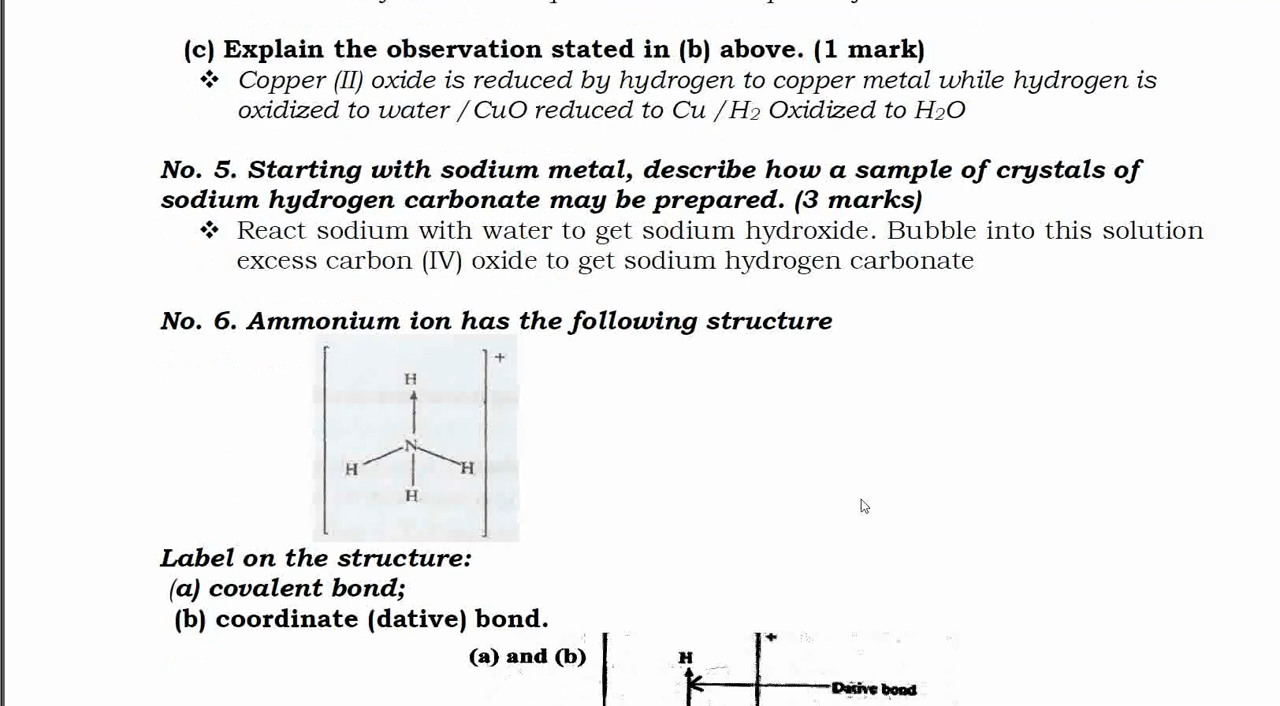 (c) Explain the observation stated in (b) above. (1 mark)
❖ Copper (II) oxide is reduced by hydrogen to copper metal while hydrogen is
oxidized to water / CuO reduced to Cu / H2 Oxidized to H2O
No. 5. Starting with sodium metal, describe how a sample of crystals of
sodium hydrogen carbonate may be prepared. (3 marks)
❖ React sodium with water to get sodium hydroxide. Bubble into this solution
excess carbon (IV) oxide to get sodium hydrogen carbonate
No. 6. Ammonium ion has the following structure
+
H
N
H H
H
Label on the structure:
(a) covalent bond;
(b) coordinate (dative) bond.
+
(a) and (b) H
Dative bond